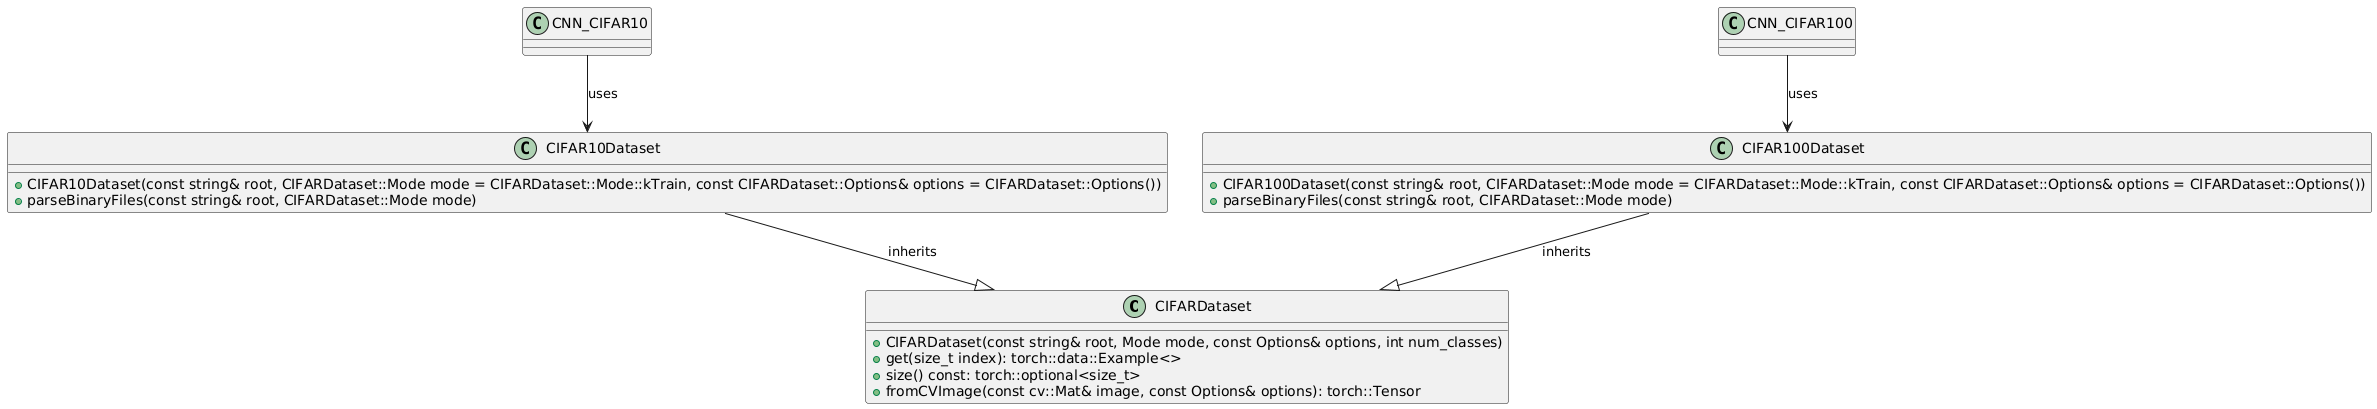 C CNN_CIFAR10
C CNN_CIFAR100
uses
uses
C CIFAR10Dataset
CIFAR10Dataset(const string& root, CIFARDataset::Mode mode = CIFARDataset::Mode::kTrain, const CIFARDataset::Options& options = CIFARDataset::Options())
parseBinaryFiles(const string& root, CIFARDataset::Mode mode)
C CIFAR100Dataset
CIFAR100Dataset(const string& root, CIFARDataset::Mode mode = CIFARDataset::Mode::kTrain, const CIFARDataset::Options& options = CIFARDataset::Options())
parseBinaryFiles(const string& root, CIFARDataset::Mode mode)
inherits
inherits
C CIFARDataset
CIFARDataset(const string& root, Mode mode, const Options& options, int num_classes)
get(size_t index): torch::data::Example<>
size() const: torch::optional<size_t>
fromCVImage(const cv::Mat& image, const Options& options): torch::Tensor